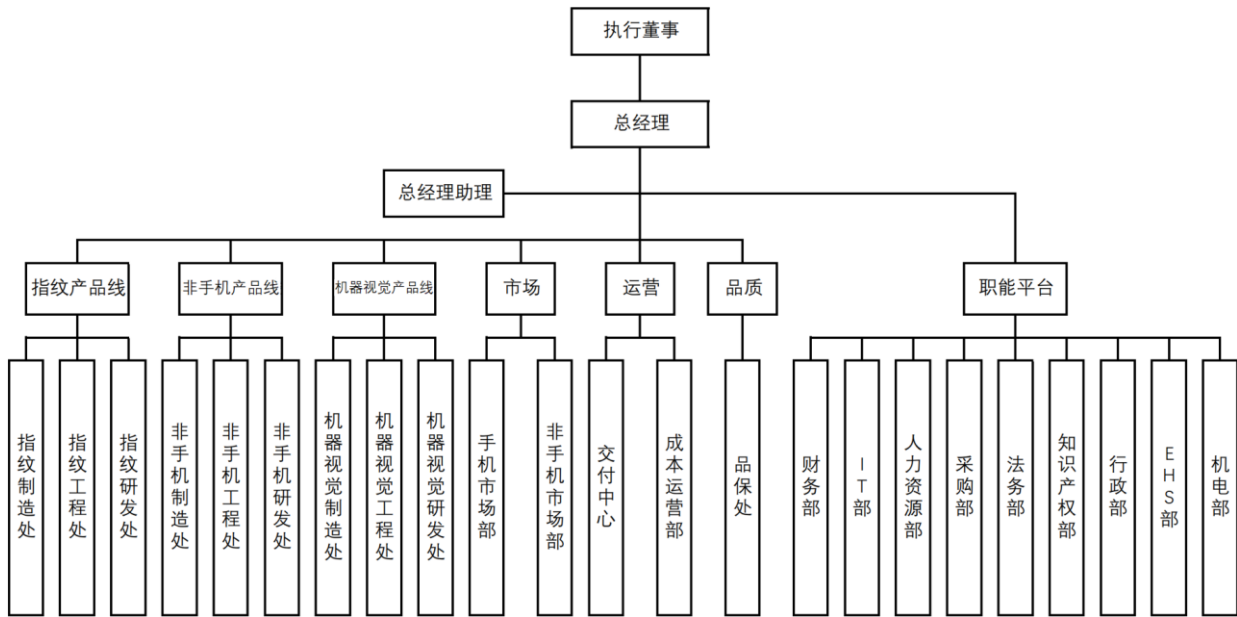 执行董事
总经理
总经理助理
指纹产品线
非手机产品线
机器视觉产品线
市场
运营
品质
职能平台
指纹制造处
指纹工程处
指纹研发处
非手机制造处
非手机工程处
非手机研发处
机器视觉制造处
机器视觉工程处
机器视觉研发处
手机市场部
非手机市场部
交付中心
成本运营部
品保处
财务部
IT部
人力资源部
采购部
法务部
知识产权部
行政部
EHS部
机电部